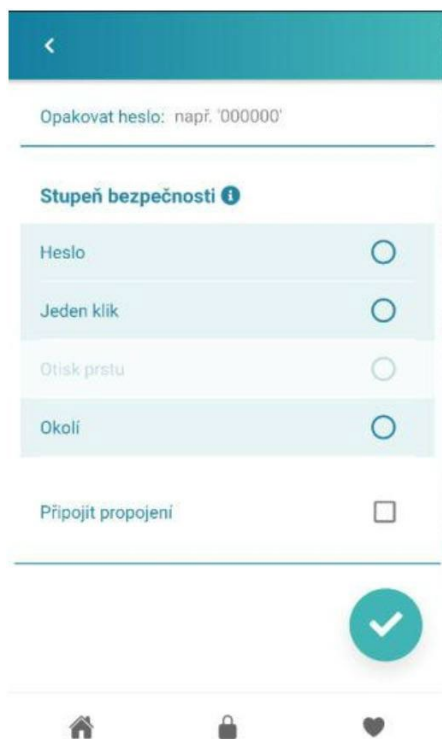 Opakovat heslo: např. '000000'
Stupeň bezpečnosti
Heslo
Jeden klik
Otisk prstu
Okolí
Připojit propojení